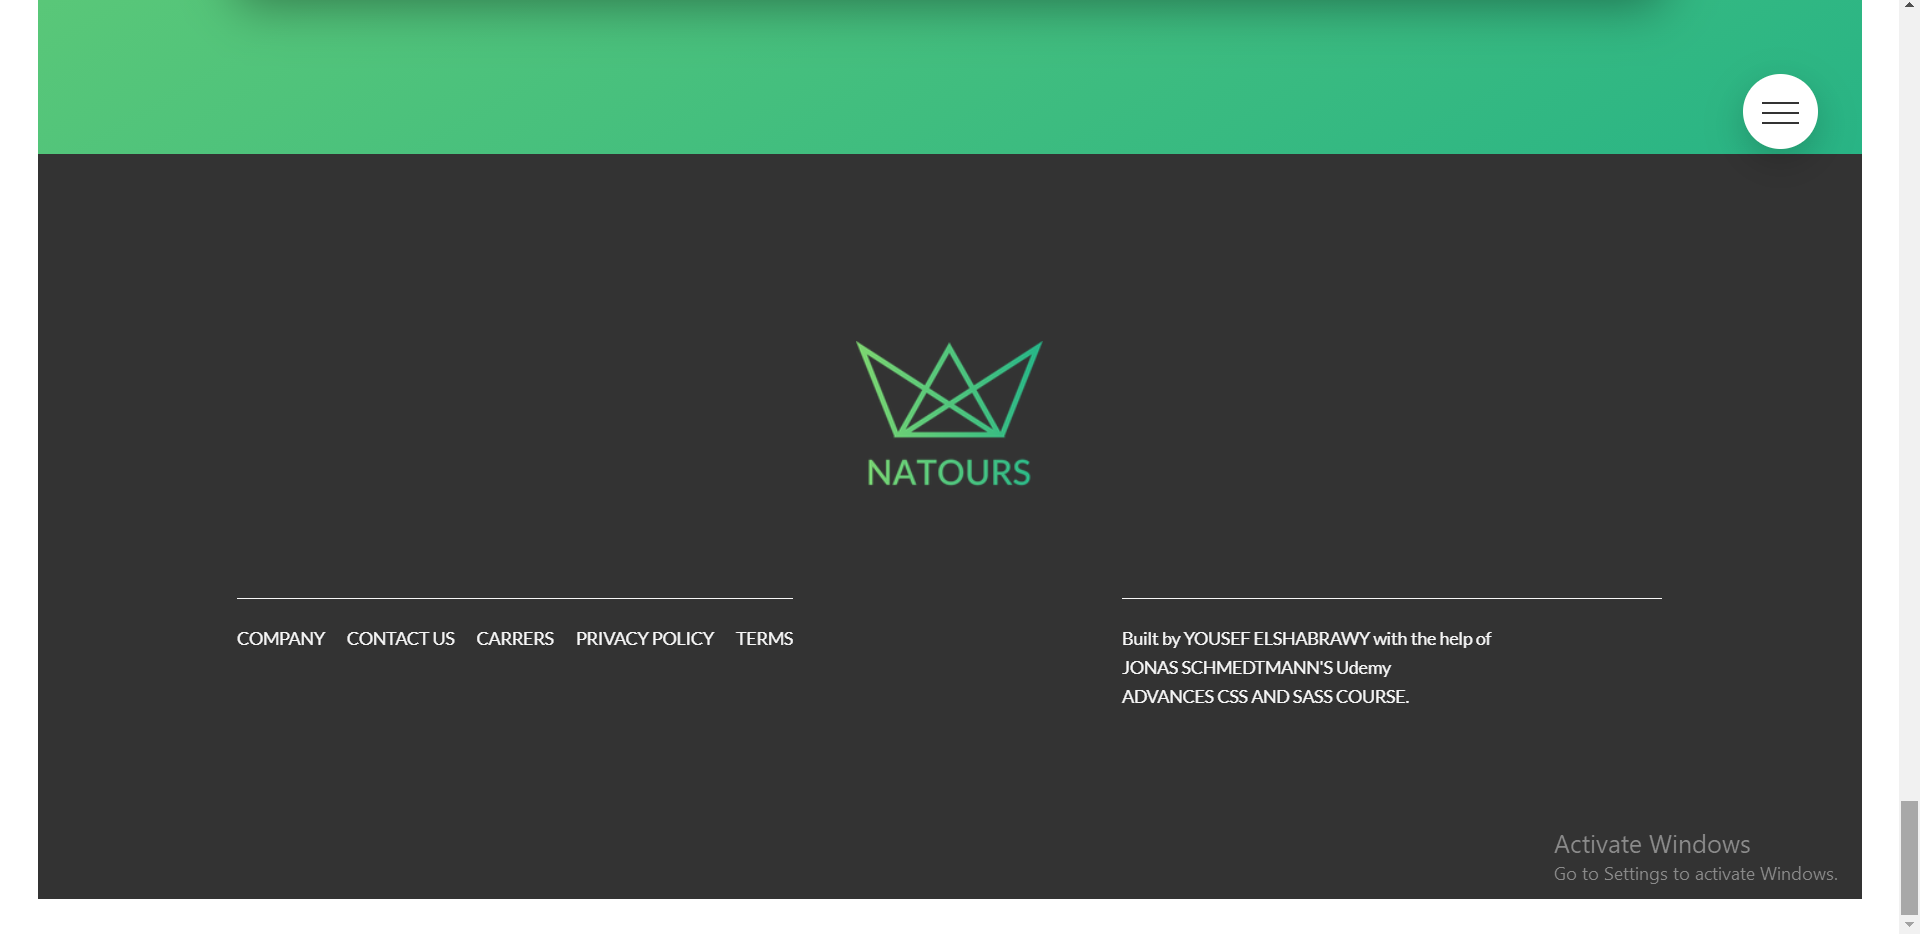 NATOURS
COMPANY CONTACT US CARRERS PRIVACY POLICY TERMS
Built by YOUSEF ELSHABRAWY with the help of
JONAS SCHMEDTMANN'S Udemy
ADVANCES CSS AND SASS COURSE.
Activate Windows
Go to Settings to activate Windows.